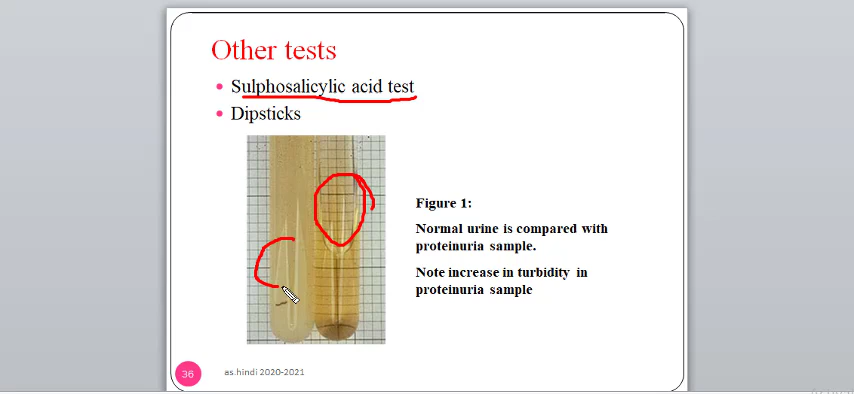 Other tests
Sulphosalicylic acid test
Dipsticks
Figure 1:
Normal urine is compared with
proteinuria sample.
Note increase in turbidity in
proteinuria sample
36
as.hindi 2020-2021